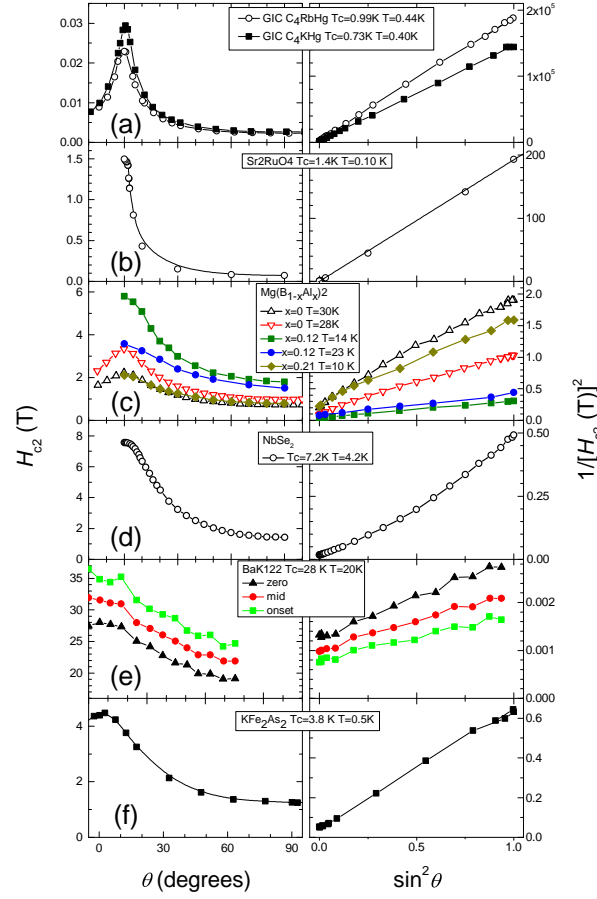 GIC C4RbHg Tc=0.99K T=0.44K
GIC C4KHg Tc=0.73K T=0.40K
0.03
0.02
0.01
0.00
(a)
2x10^5
1x10^5
0
Sr2RuO4 Tc=1.4K T=0.10 K
1.5
1.0
0.5
0.0
(b)
200
100
0
Mg(B1-xAlx)2
x=0 T=30K
x=0 T=28K
x=0.12 T=14 K
x=0.12 T=23 K
x=0.21 T=10 K
6
4
2
0
(c)
2.0
1.5
1.0
0.5
0.0
NbSe2
Tc=7.2K T=4.2K
8
6
4
2
0
(d)
0.50
0.25
0.00
BaK122 Tc=28 K T=20K
zero
mid
onset
35
30
25
20
(e)
0.002
0.001
0.000
KFe2As2 Tc=3.8 K T=0.5K
4
2
0
(f)
0.6
0.4
0.2
0.0
0 30 60 90
0.0 0.5 1.0
θ (degrees)
sin²θ
Hc2 (T)
1/[Hc2 (T)]²